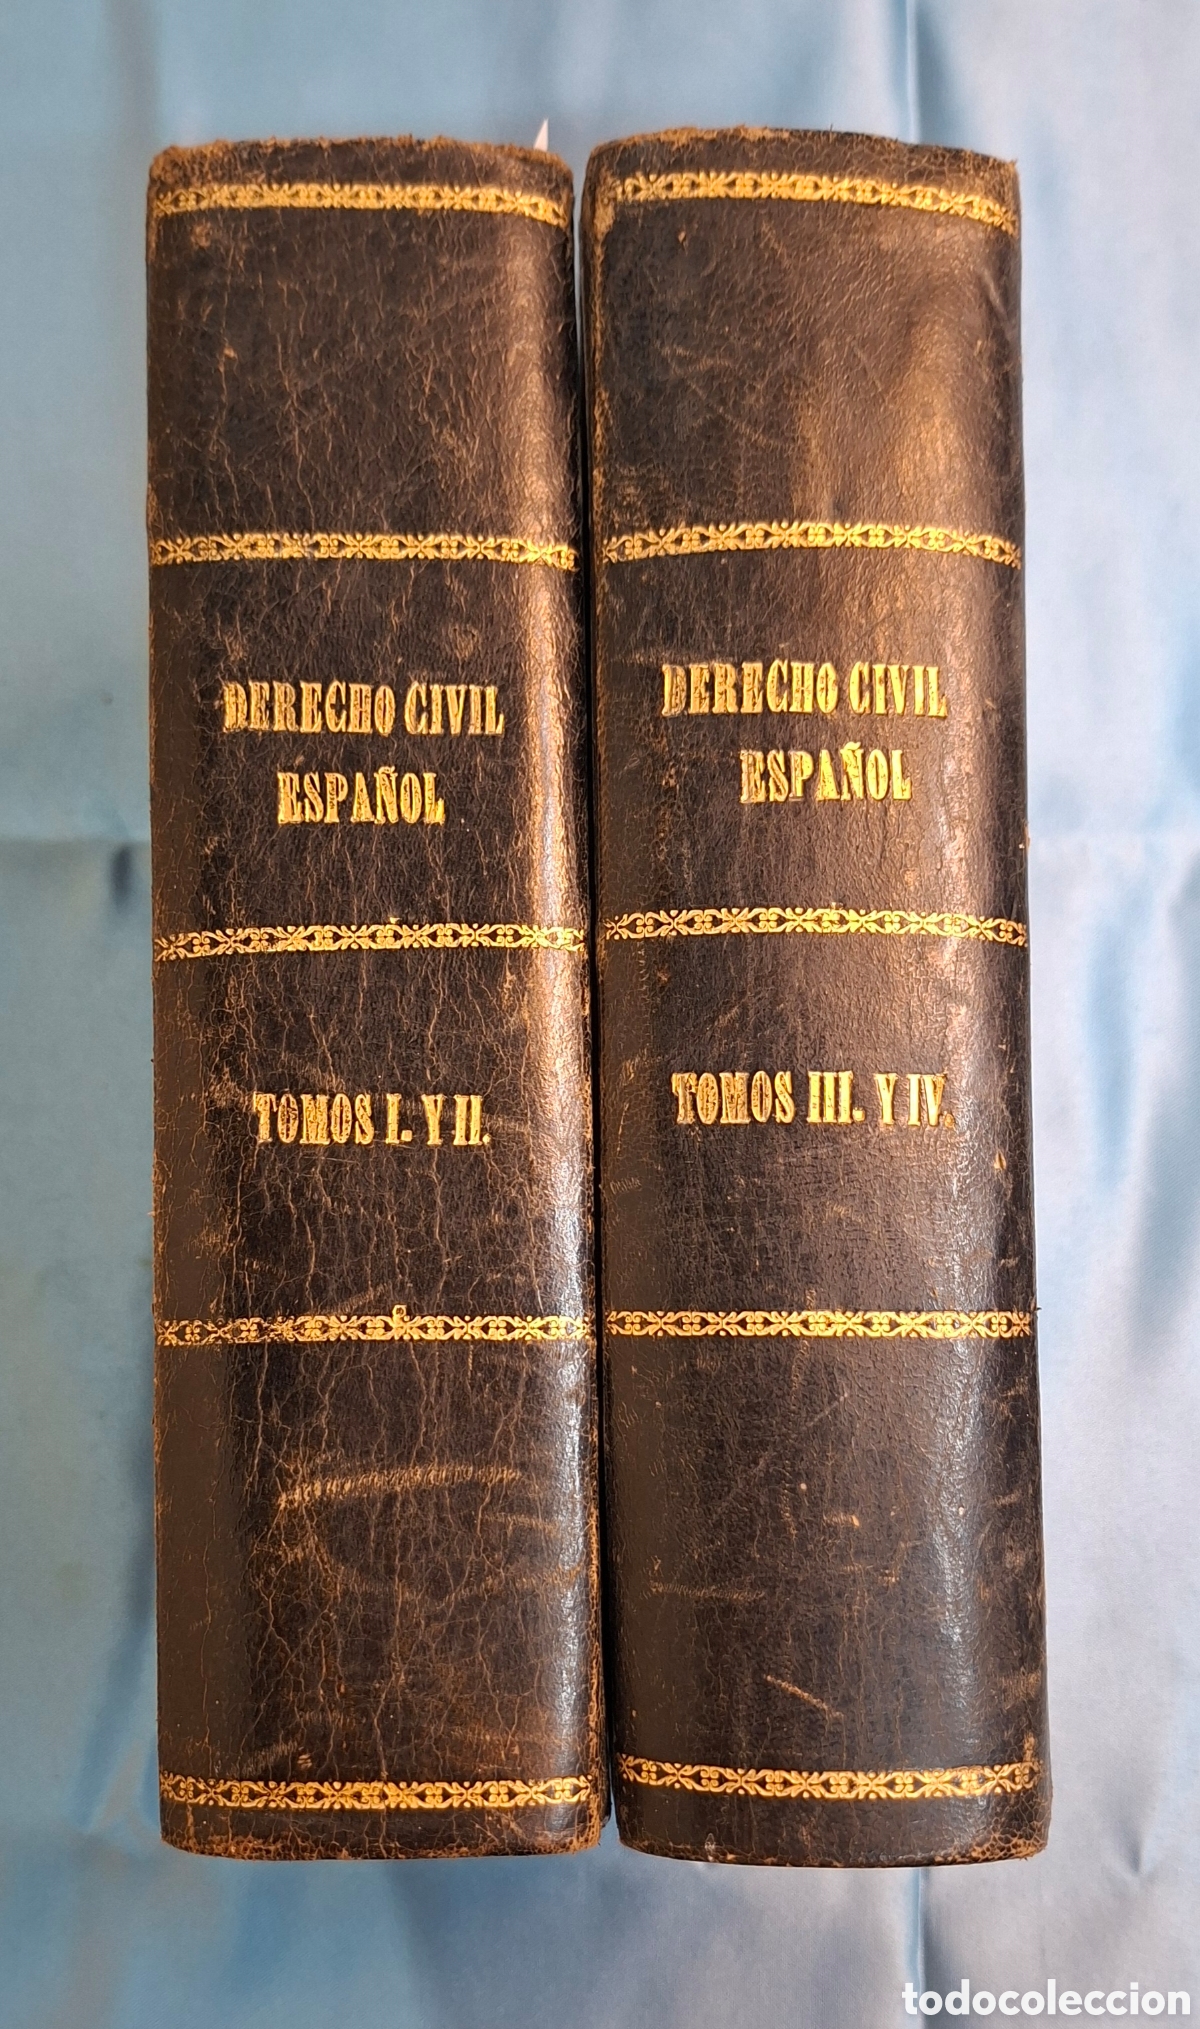 DERECHO CIVIL
ESPAÑOL
TOMOS I. Y II.
DERECHO CIVIL
ESPAÑOL
TOMOS III. Y IV.
todocoleccion